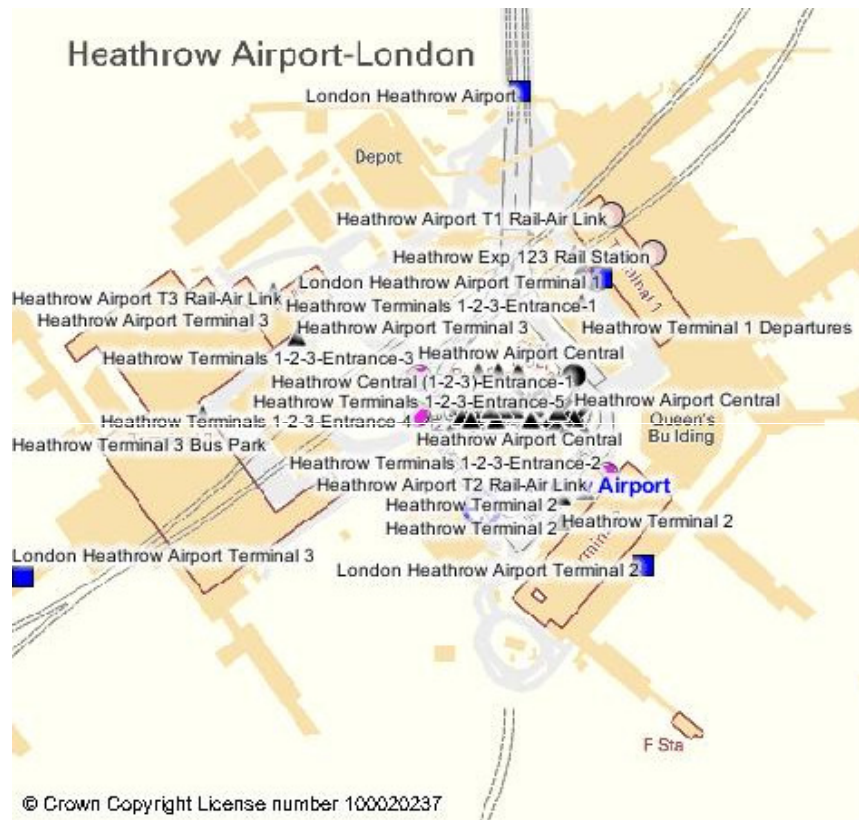 Heathrow Airport-London
London Heathrow Airport
Depot
Heathrow Airport T1 Rail-Air Link
Heathrow Exp 123 Rail Station
London Heathrow Airport Terminal 1
Heathrow Airport T3 Rail-Air Link
Heathrow Terminals 1-2-3-Entrance-1
Heathrow Airport Terminal 3
Heathrow Airport Terminal 3
Heathrow Terminal 1 Departures
Heathrow Terminals 1-2-3-Entrance-3
Heathrow Airport Central
Heathrow Central (1-2-3)-Entrance-1
Heathrow Terminals 1-2-3-Entrance-5
Heathrow Airport Central
Heathrow Terminals 1-2-3-Entrance-4
Queen's
Building
Heathrow Terminal 3 Bus Park
Heathrow Airport Central
Heathrow Terminals 1-2-3-Entrance-2
Heathrow Airport T2 Rail-Air Link
Airport
Heathrow Terminal 2
Heathrow Terminal 2
Heathrow Terminal 2
London Heathrow Airport Terminal 3
London Heathrow Airport Terminal 2
F Sta
© Crown Copyright License number 100020237